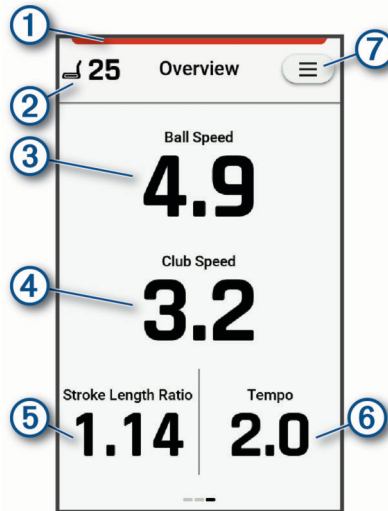 1
7
25 Overview
2
Ball Speed
3
4.9
Club Speed
4
3.2
Stroke Length Ratio Tempo
5 6
1.14 2.0